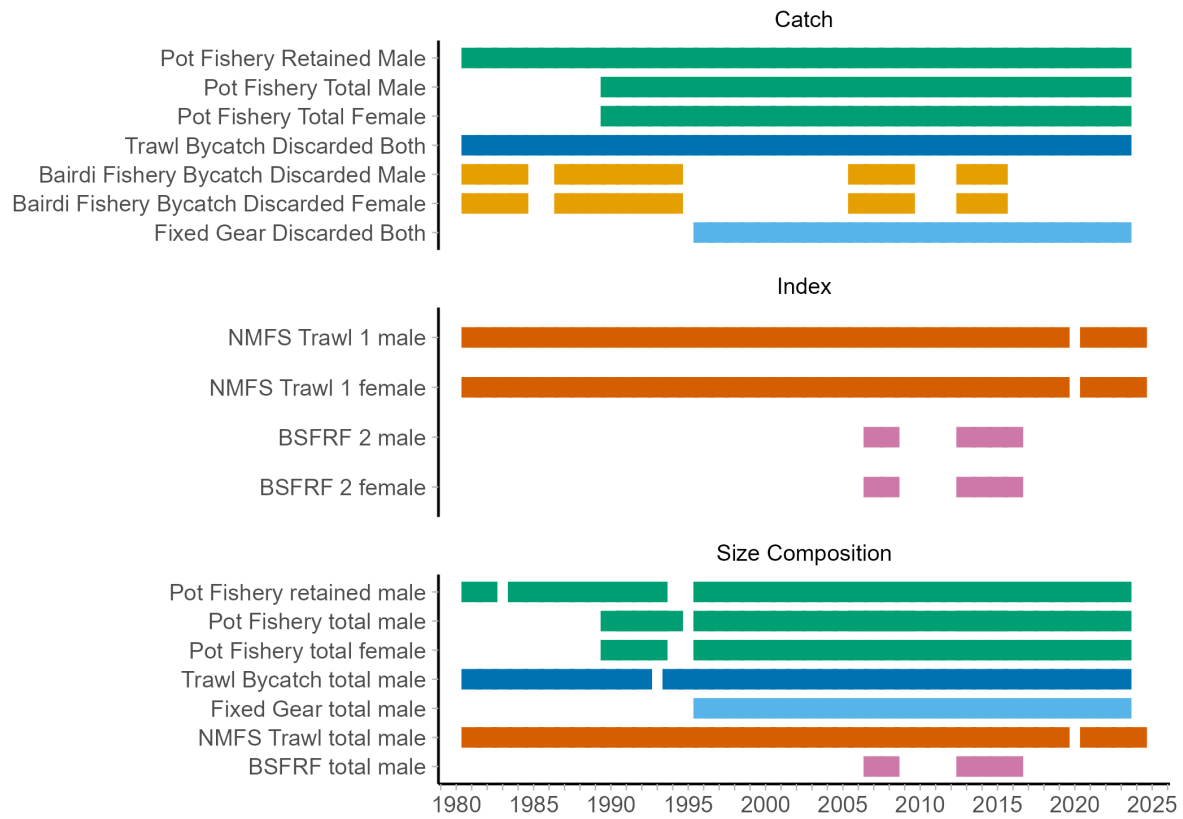 Catch
Pot Fishery Retained Male
Pot Fishery Total Male
Pot Fishery Total Female
Trawl Bycatch Discarded Both
Bairdi Fishery Bycatch Discarded Male
Bairdi Fishery Bycatch Discarded Female
Fixed Gear Discarded Both
Index
NMFS Trawl 1 male
NMFS Trawl 1 female
BSFRF 2 male
BSFRF 2 female
Size Composition
Pot Fishery retained male
Pot Fishery total male
Pot Fishery total female
Trawl Bycatch total male
Fixed Gear total male
NMFS Trawl total male
BSFRF total male
1980 1985 1990 1995 2000 2005 2010 2015 2020 2025